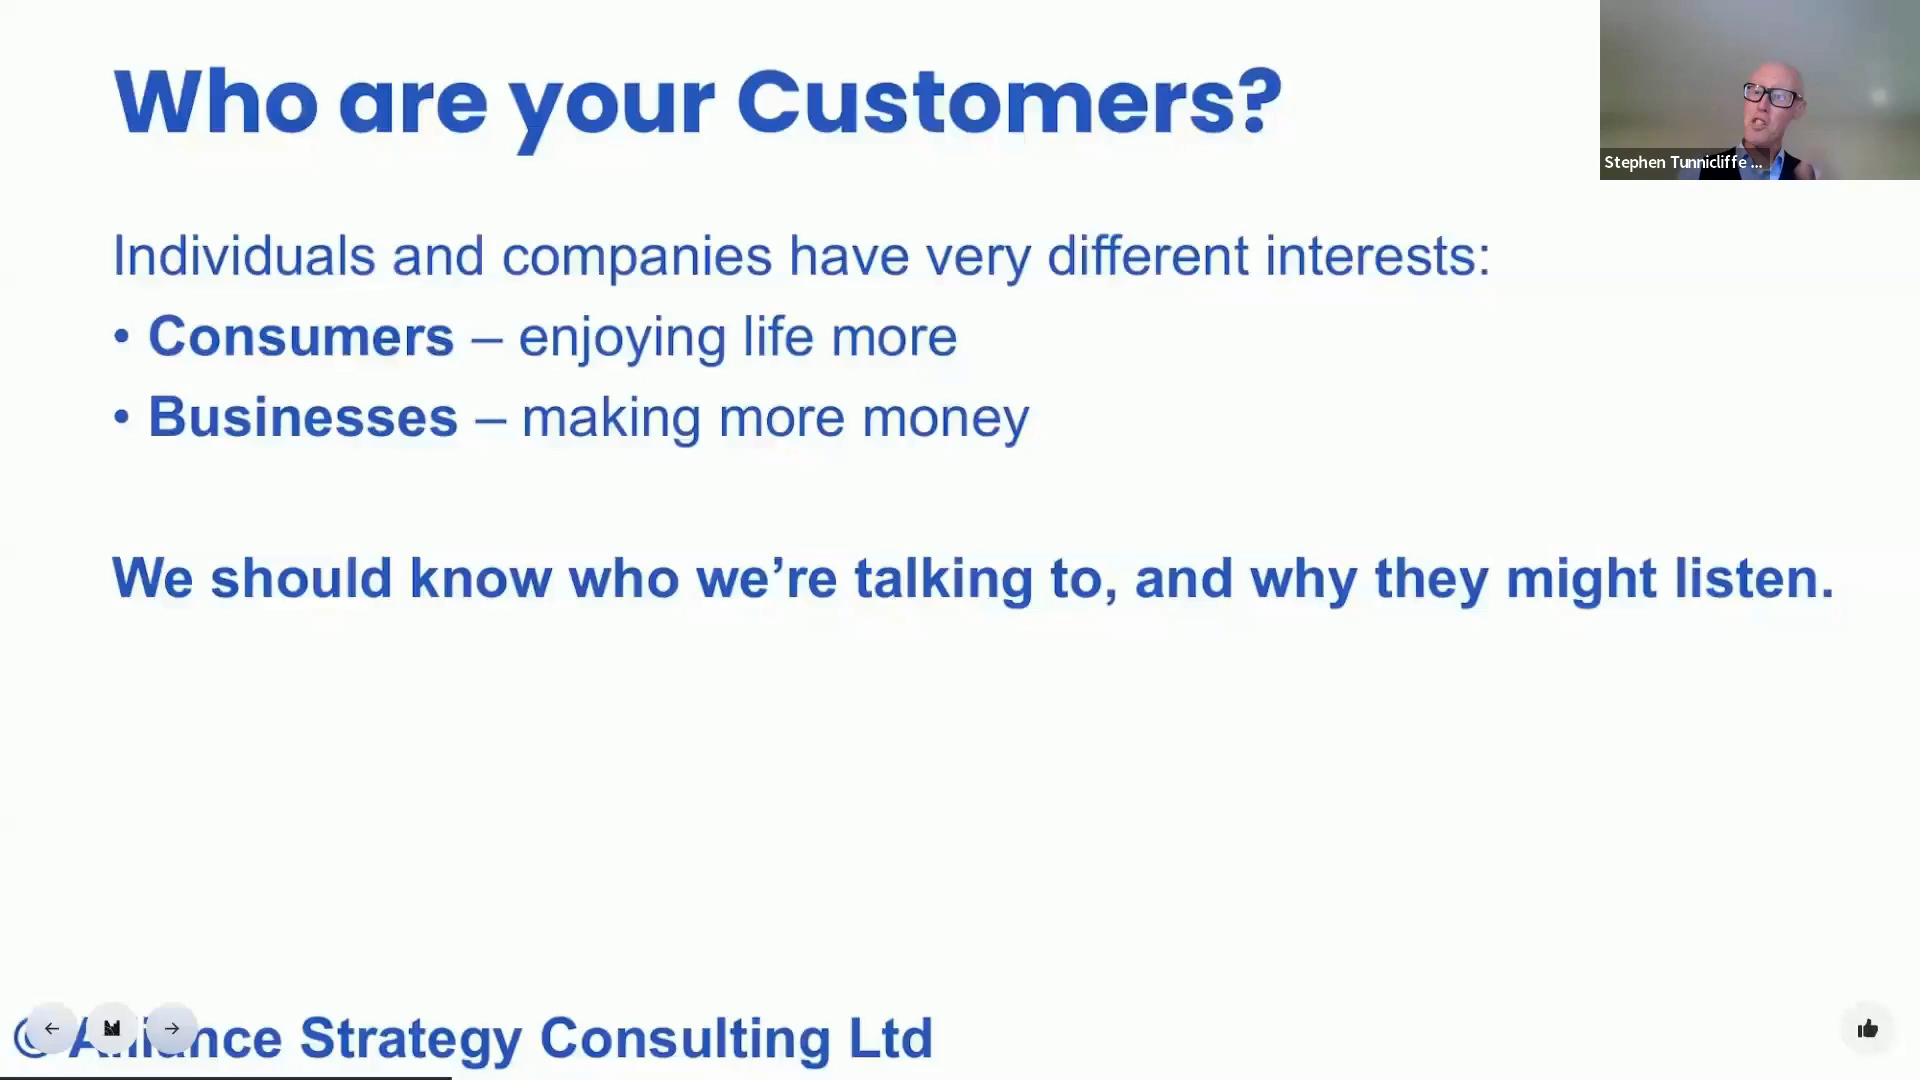 Who are your Customers?
Stephen Tunnicliffe ...
Individuals and companies have very different interests:
• Consumers – enjoying life more
• Businesses – making more money
We should know who we’re talking to, and why they might listen.
© Alliance Strategy Consulting Ltd